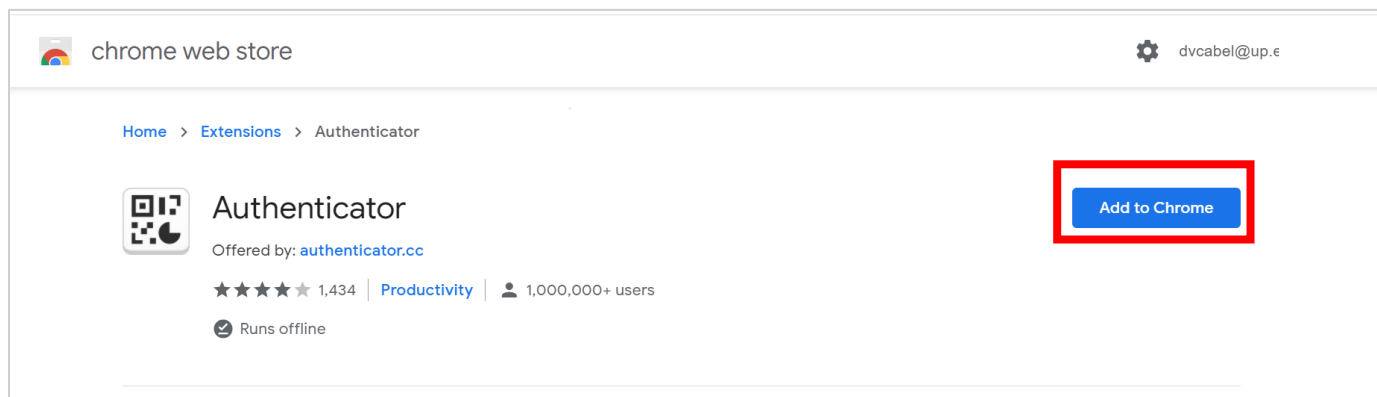 chrome web store
dvcabel@up.e
Home > Extensions > Authenticator
Authenticator
Add to Chrome
Offered by: authenticator.cc
1,434 | Productivity | 1,000,000+ users
Runs offline